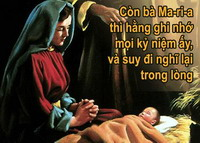 Còn bà Ma-ri-a
thì hằng ghi nhớ
mọi kỷ niệm ấy,
và suy đi nghĩ lại
trong lòng